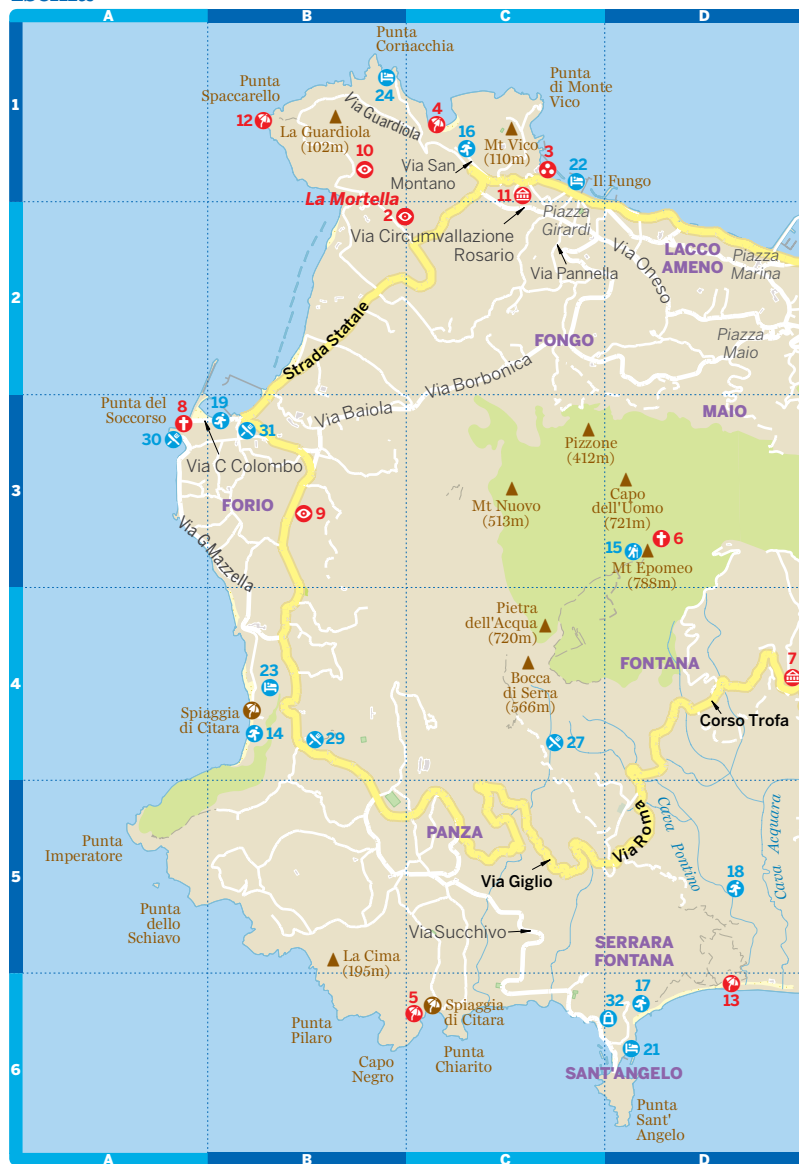 A
B
C
D
Punta
Cornacchia
Punta
Spaccarello
24
Via Guardiola
4
Punta
di Monte
Vico
1
12
La Guardiola
(102m)
16
Mt Vico
(110m)
3
22
10
Via San
Montano
Il Fungo
La Mortella
2
11
Piazza
Girardi
Via Circumvallazione
Rosario
Via Pannella
Via Oneso
LACCO
AMENO
Piazza
Marina
2
Strada Statale
FONGO
Piazza
Maio
Via Borbonica
Via Baiola
MAIO
Punta del
Soccorso
8
19
30
31
Via C Colombo
Pizzone
(412m)
3
FORIO
9
Mt Nuovo
(513m)
Capo
dell'Uomo
(721m)
15
6
Mt Epomeo
(788m)
Via G Mazzella
Pietra
dell'Acqua
(720m)
FONTANA
7
4
23
Bocca
di Serra
(566m)
Corso Trofa
Spiaggia
di Citara
14
29
27
PANZA
Via Roma
Cava Pontino
Cava Acquara
Punta
Imperatore
5
Via Giglio
18
Punta
dello
Schiavo
Via Succhivo
SERRARA
FONTANA
La Cima
(195m)
5
Spiaggia
di Citara
32
17
13
Punta
Pilaro
Capo
Negro
Punta
Chiarito
21
6
SANT'ANGELO
Punta
Sant'
Angelo
A
B
C
D